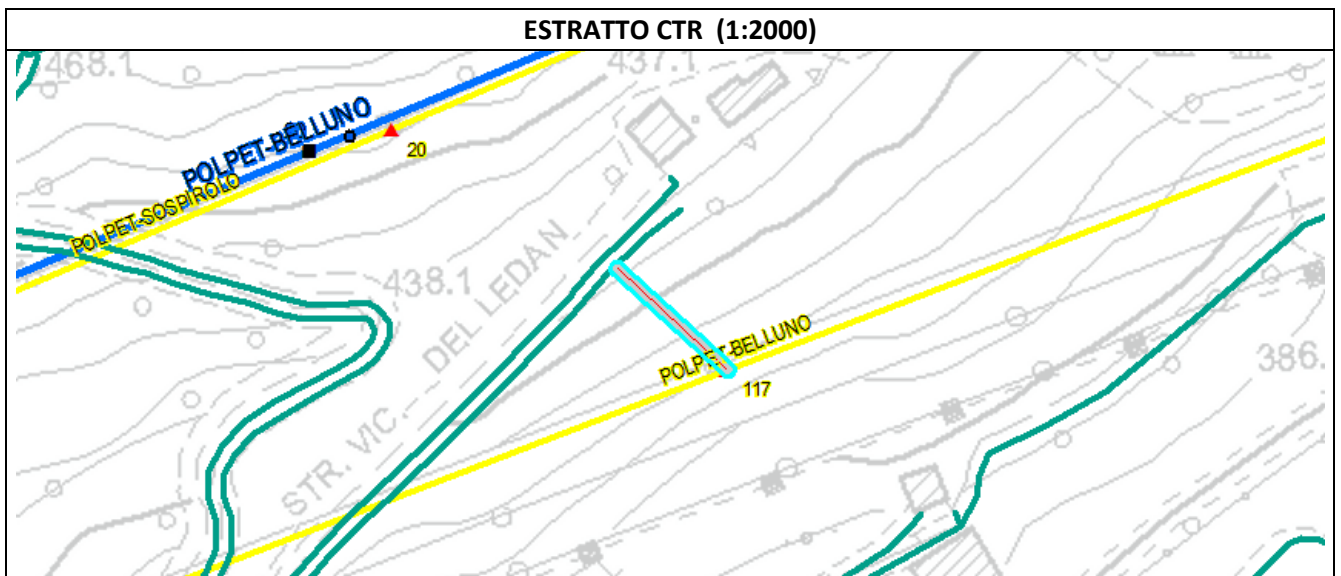 ESTRATTO CTR (1:2000)
468.1
437.1
POLPET-BELLUNO
20
POLPET-SOSPIROLO
438.1
STR. VIC. DEL LEDAN
POLPET-BELLUNO
117
386.